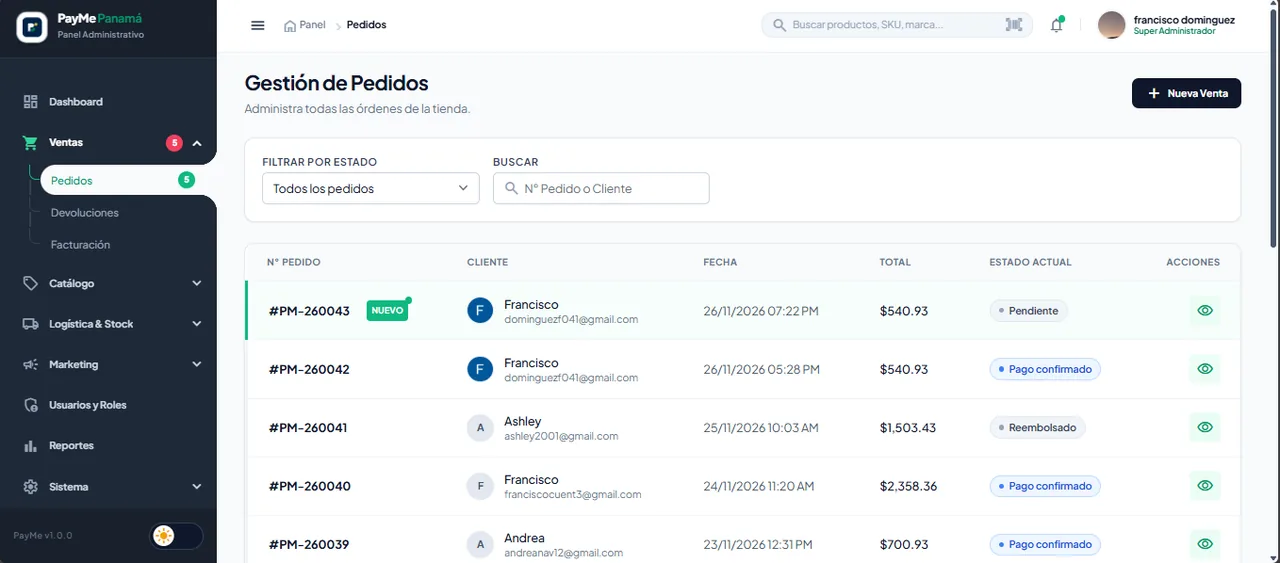 PayMe Panamá
Panel Administrativo
Dashboard
Ventas 5
Pedidos 5
Devoluciones
Facturación
Catálogo
Logística & Stock
Marketing
Usuarios y Roles
Reportes
Sistema
PayMe v1.0.0
Panel > Pedidos
Buscar productos, SKU, marca...
francisco dominguez
Super Administrador
Gestión de Pedidos
Administra todas las órdenes de la tienda.
+ Nueva Venta
FILTRAR POR ESTADO
Todos los pedidos
BUSCAR
N° Pedido o Cliente
N° PEDIDO CLIENTE FECHA TOTAL ESTADO ACTUAL ACCIONES
#PM-260043 NUEVO F Francisco 26/11/2026 07:22 PM $540.93 Pendiente
dominguezf041@gmail.com
#PM-260042 F Francisco 26/11/2026 05:28 PM $540.93 Pago confirmado
dominguezf041@gmail.com
#PM-260041 A Ashley 25/11/2026 10:03 AM $1,503.43 Reembolsado
ashley2001@gmail.com
#PM-260040 F Francisco 24/11/2026 11:20 AM $2,358.36 Pago confirmado
franciscocuent3@gmail.com
#PM-260039 A Andrea 23/11/2026 12:31 PM $700.93 Pago confirmado
andreanav12@gmail.com